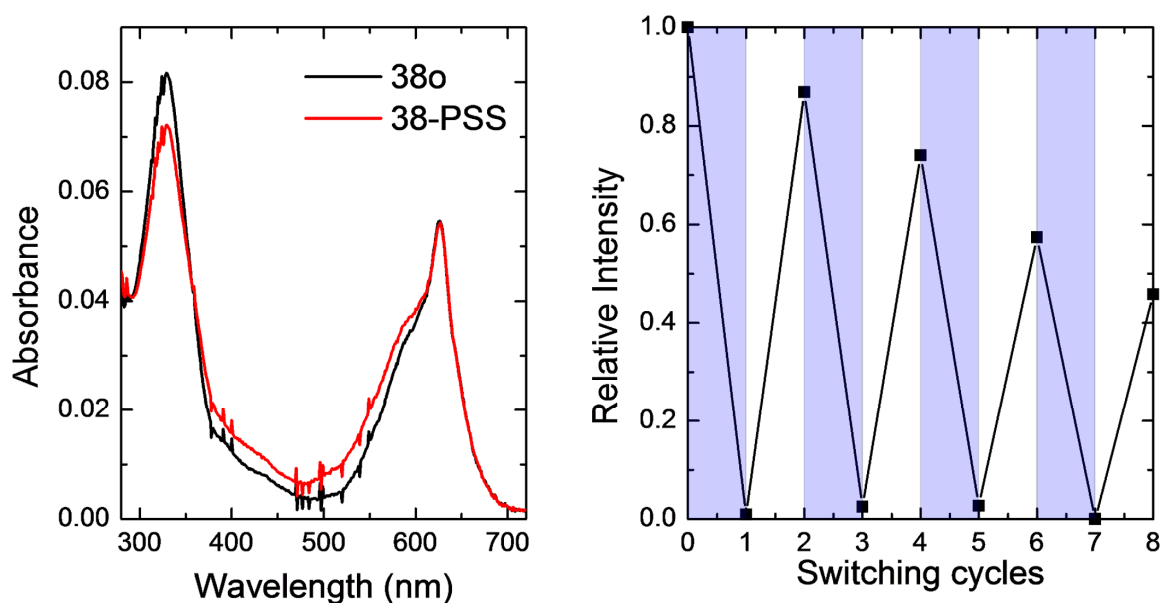 0.08
0.06
0.04
0.02
0.00
Absorbance
300 400 500 600 700
Wavelength (nm)
38o
38-PSS
1.0
0.8
0.6
0.4
0.2
0.0
Relative Intensity
0 1 2 3 4 5 6 7 8
Switching cycles